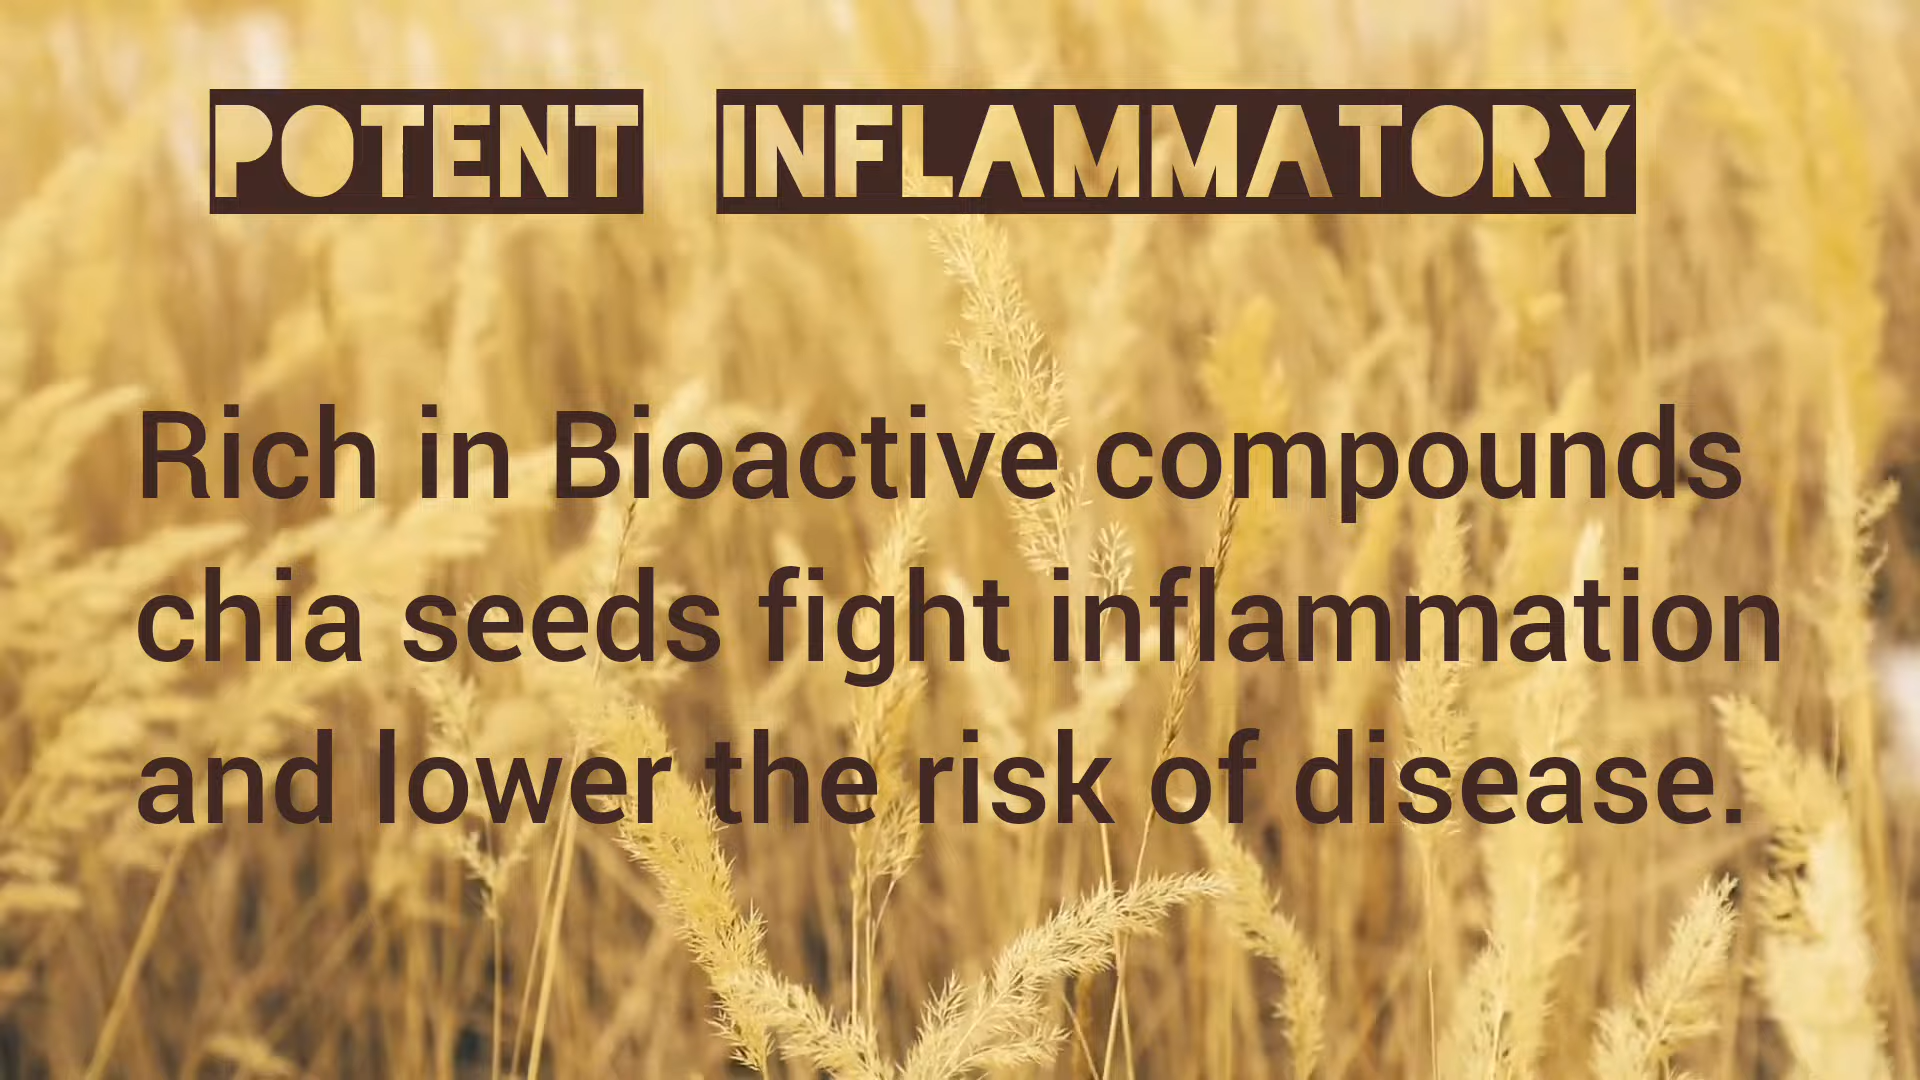 POTENT INFLAMMATORY
Rich in Bioactive compounds
chia seeds fight inflammation
and lower the risk of disease.